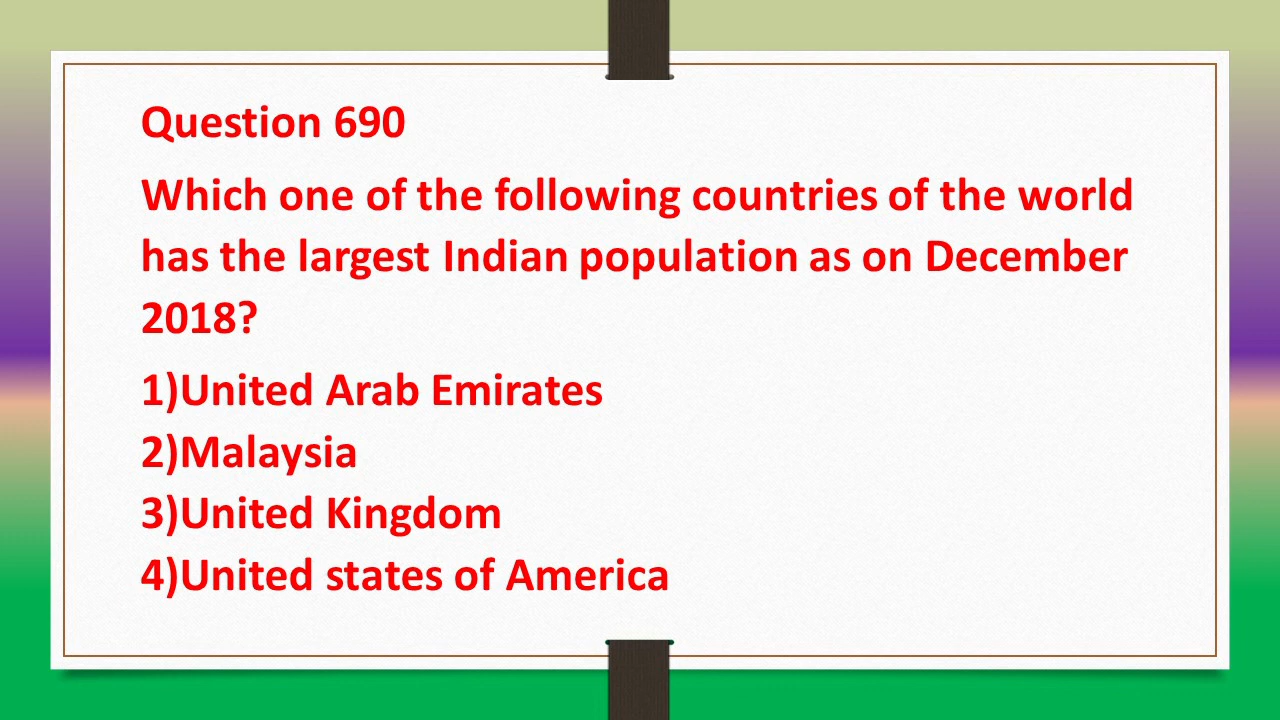 Question 690
Which one of the following countries of the world
has the largest Indian population as on December
2018?
1)United Arab Emirates
2)Malaysia
3)United Kingdom
4)United states of America